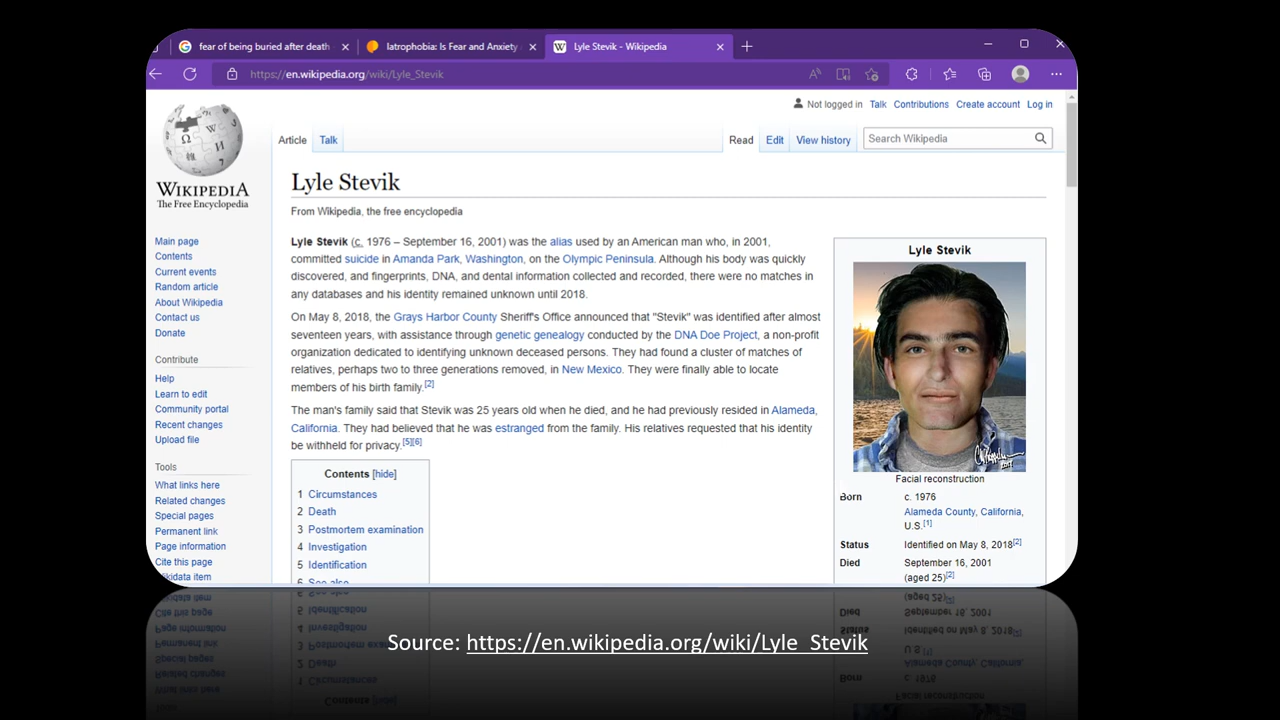 fear of being buried after death
Iatrophobia: Is Fear and Anxiety
Lyle Stevik - Wikipedia
https://en.wikipedia.org/wiki/Lyle_Stevik
Not logged in Talk Contributions Create account Log in
Article Talk Read Edit View history Search Wikipedia
WIKIPEDIA
The Free Encyclopedia
Main page
Contents
Current events
Random article
About Wikipedia
Contact us
Donate
Contribute
Help
Learn to edit
Community portal
Recent changes
Upload file
Tools
What links here
Related changes
Special pages
Permanent link
Page information
Cite this page
Wikidata item
Lyle Stevik
From Wikipedia, the free encyclopedia
Lyle Stevik (c. 1976 – September 16, 2001) was the alias used by an American man who, in 2001,
committed suicide in Amanda Park, Washington, on the Olympic Peninsula. Although his body was quickly
discovered, and fingerprints, DNA, and dental information collected and recorded, there were no matches in
any databases and his identity remained unknown until 2018.
On May 8, 2018, the Grays Harbor County Sheriff's Office announced that "Stevik" was identified after almost
seventeen years, with assistance through genetic genealogy conducted by the DNA Doe Project, a non-profit
organization dedicated to identifying unknown deceased persons. They had found a cluster of matches of
relatives, perhaps two to three generations removed, in New Mexico. They were finally able to locate
members of his birth family.[2]
The man's family said that Stevik was 25 years old when he died, and he had previously resided in Alameda,
California. They had believed that he was estranged from the family. His relatives requested that his identity
be withheld for privacy.[5][6]
Contents [hide]
1 Circumstances
2 Death
3 Postmortem examination
4 Investigation
5 Identification
6 See also
Lyle Stevik
Facial reconstruction
Born c. 1976
Alameda County, California,
U.S.[1]
Status Identified on May 8, 2018[2]
Died September 16, 2001
(aged 25)[2]
Source: https://en.wikipedia.org/wiki/Lyle_Stevik